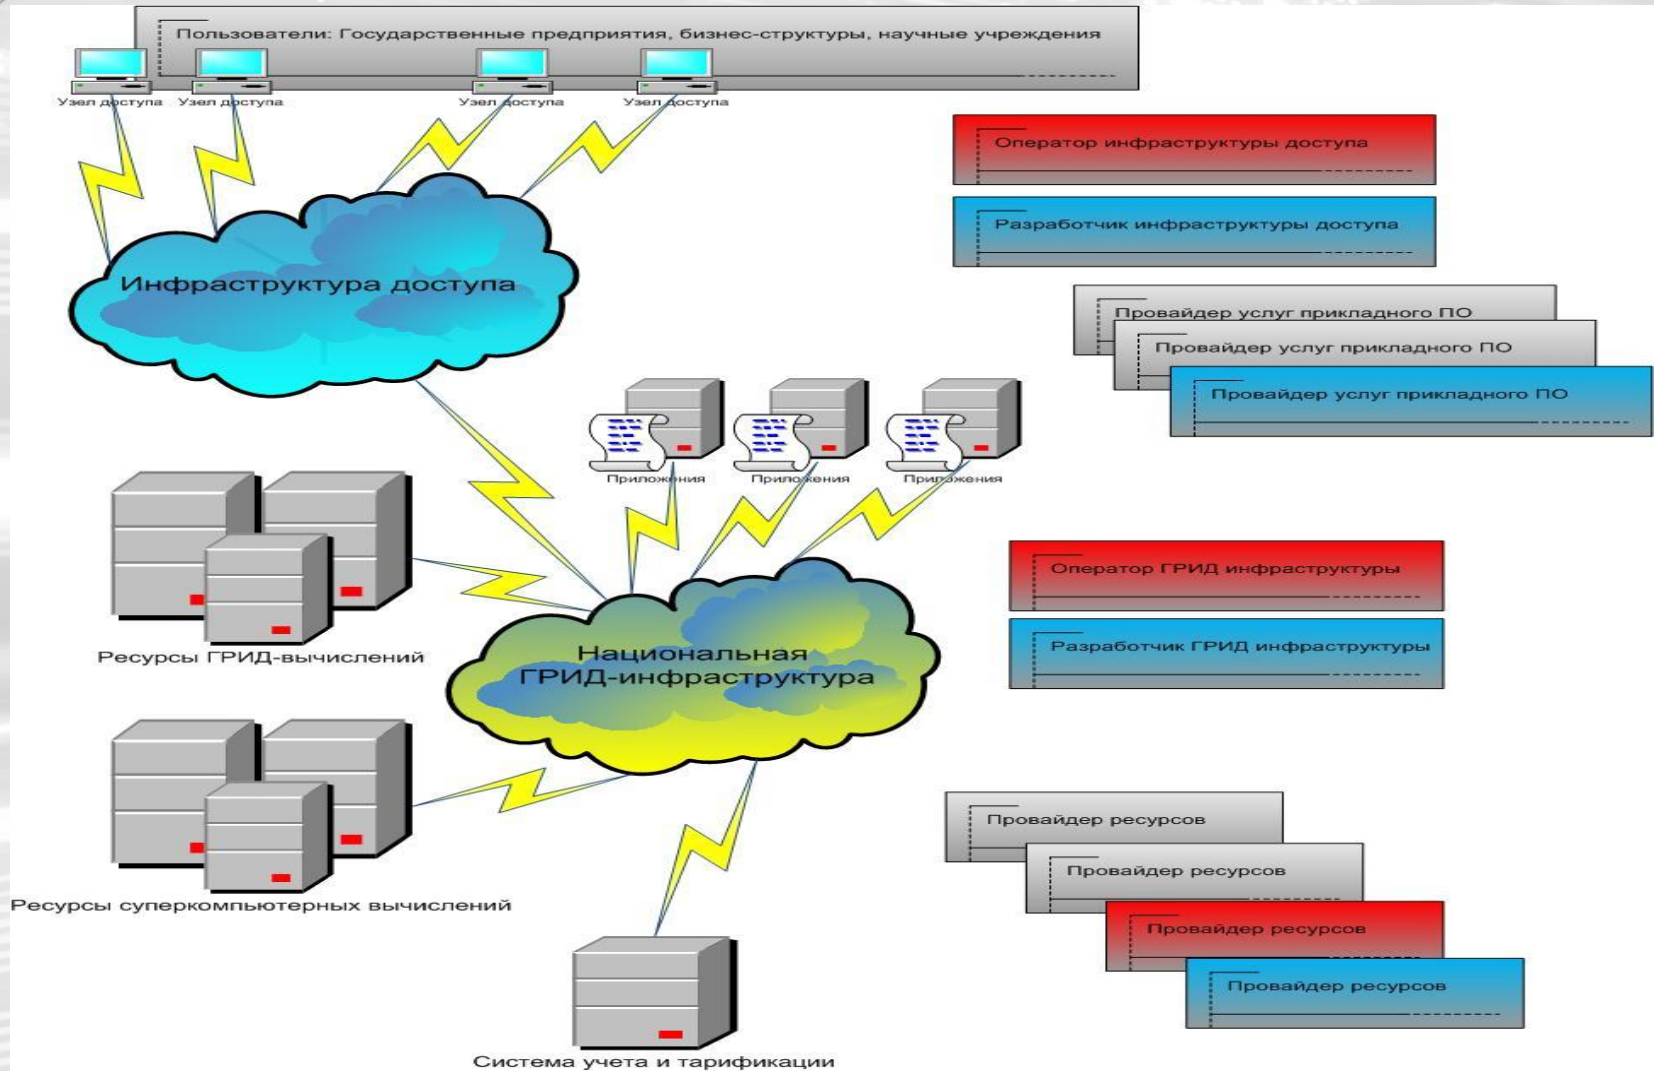 Пользователи: Государственные предприятия, бизнес-структуры, научные учреждения
Узел доступа
Узел доступа
Узел доступа
Узел доступа
Оператор инфраструктуры доступа
Разработчик инфраструктуры доступа
Инфраструктура доступа
Провайдер услуг прикладного ПО
Провайдер услуг прикладного ПО
Провайдер услуг прикладного ПО
Приложения
Приложения
Приложения
Оператор ГРИД инфраструктуры
Разработчик ГРИД инфраструктуры
Ресурсы ГРИД-вычислений
Национальная
ГРИД-инфраструктура
Провайдер ресурсов
Провайдер ресурсов
Провайдер ресурсов
Провайдер ресурсов
Ресурсы суперкомпьютерных вычислений
Система учета и тарификации